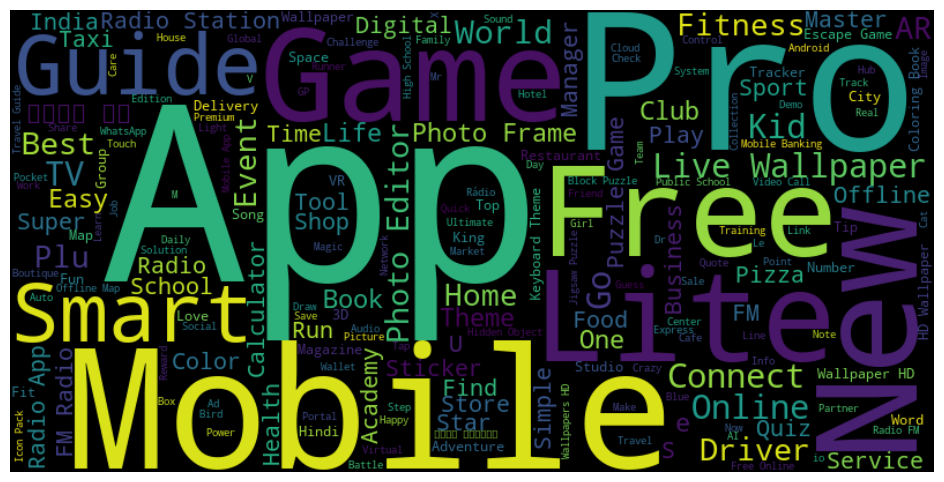 India
Radio Station
Wallpaper
Digital
World
Pro
Fitness
Master
Escape Game
AR
Taxi
House
Global
Challenge
Sound
Family
Space
Runner
Mr
High School
Manager
Cloud
Check
Control
Android
System
Tracker
Track
Hub
Image
Guide
Game
Care
V
GP
Hotel
Sport
Demo
Real
City
Coloring Book
Travel Guide
Edition
Delivery
Premium
Light
Share
WhatsApp
Touch
Mobile App
Event
Time
Life
Photo Frame
Play
Club
Kid
Collection
Mobile Banking
Best
TV
Group
Work
Pocket
Easy
Learn
Job
M
App
VR
Song
Tool
Shop
Photo Editor
Restaurant
Day
Rádio
Quick
Top
Ultimate
King
Market
Block Puzzle
Friend
Girl
Puzzle Game
Team
Public School
Video Call
Live Wallpaper
Offline
Free
Training
Link
Dr
Le
Tip
Cat
Super
Map
Daily
Solution
Magic
Network
Keyboard Theme
Jigsaw Puzzle
Go
Business
Quote
Point
Pizza
Number
Sale
Plu
Boutique
Fun
Offline Map
Radio
School
Calculator
Book
Home
Guess
Food
FM
New
HD Wallpaper
Auto
Love
Social
Draw
Save
3D
Audio
Picture
Run
Theme
Hidden Object
One
Lite
Express
Center
Cafe
Line
Note
Smart
Mobile
Color
Magazine
U
Tap
Wallet
Sticker
Find
Studio
Crazy
Info
Connect
Wallpaper HD
Radio App
FM Radio
Fit
Icon Pack
Reward
Box
Ad
Bird
Power
Health
Portal
Hindi
Step
Happy
Academy
Virtual
Battle
Store
Star
Adventure
Simple
Wallpapers HD
Make
Blue
Travel
e
S
Online
Now
AI
Quiz
Driver
Free Online
io
Partner
Word
Radio FM
Service